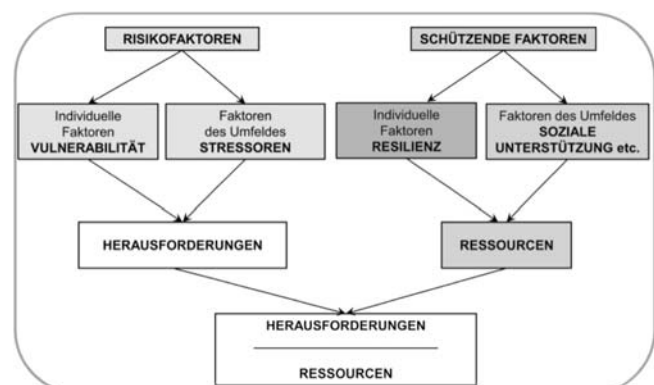 RISIKOFAKTOREN
SCHÜTZENDE FAKTOREN
Individuelle
Faktoren
VULNERABILITÄT
Faktoren
des Umfeldes
STRESSOREN
Individuelle
Faktoren
RESILIENZ
Faktoren des Umfeldes
SOZIALE
UNTERSTÜTZUNG etc.
HERAUSFORDERUNGEN
RESSOURCEN
HERAUSFORDERUNGEN
RESSOURCEN